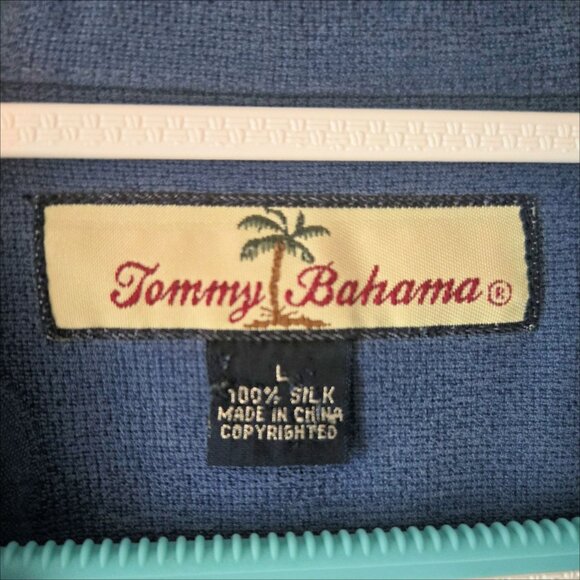 Tommy Bahama®
L
100% SILK
MADE IN CHINA
COPYRIGHTED